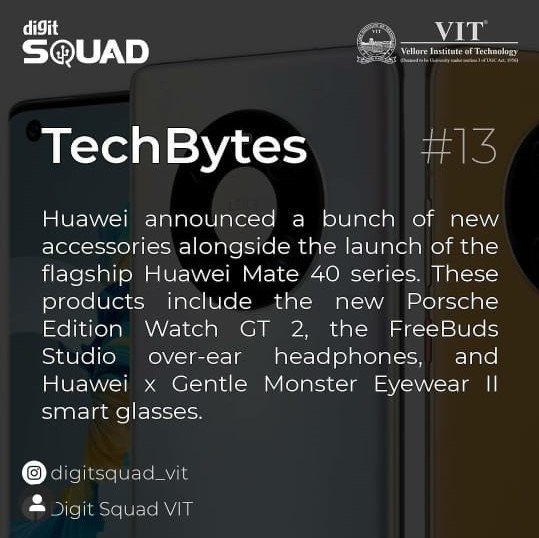 digit
SQUAD
VIT
VIT®
Vellore Institute of Technology
(Deemed to be University under section 3 of UGC Act, 1956)
TechBytes #13
Huawei announced a bunch of new
accessories alongside the launch of the
flagship Huawei Mate 40 series. These
products include the new Porsche
Edition Watch GT 2, the FreeBuds
Studio over-ear headphones, and
Huawei x Gentle Monster Eyewear II
smart glasses.
digitsquad_vit
Digit Squad VIT